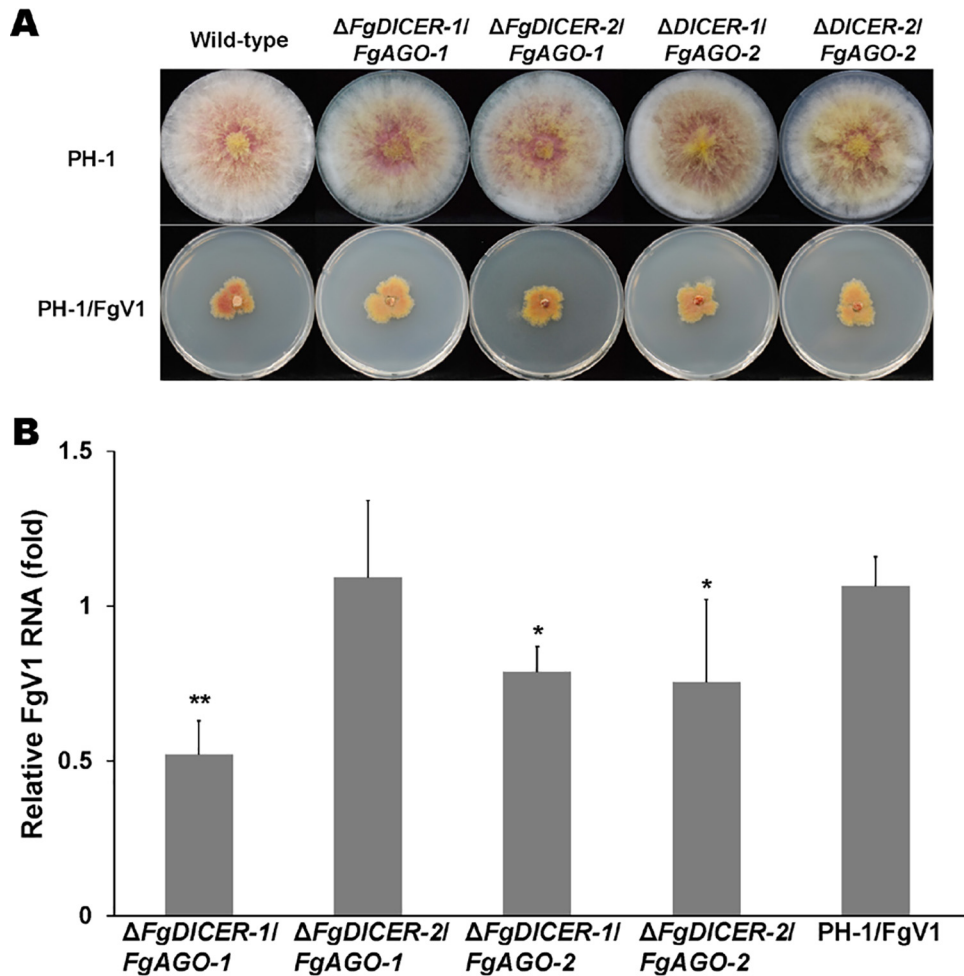 A
Wild-type
ΔFgDICER-1/
FgAGO-1
ΔFgDICER-2/
FgAGO-1
ΔDICER-1/
FgAGO-2
ΔDICER-2/
FgAGO-2
PH-1
PH-1/FgV1
B
Relative FgV1 RNA (fold)
1.5
1
0.5
0
**
*
*
ΔFgDICER-1/
FgAGO-1
ΔFgDICER-2/
FgAGO-1
ΔFgDICER-1/
FgAGO-2
ΔFgDICER-2/
FgAGO-2
PH-1/FgV1